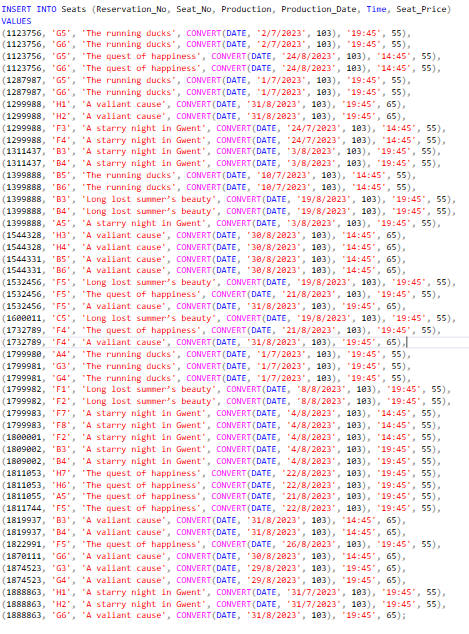 INSERT INTO Seats (Reservation_No, Seat_No, Production, Production_Date, Time, Seat_Price)
VALUES
(1123756, 'G5', 'The running ducks', CONVERT(DATE, '2/7/2023', 103), '19:45', 55),
(1123756, 'G6', 'The running ducks', CONVERT(DATE, '2/7/2023', 103), '19:45', 55),
(1123756, 'G5', 'The quest of happiness', CONVERT(DATE, '24/8/2023', 103), '14:45', 55),
(1123756, 'G6', 'The quest of happiness', CONVERT(DATE, '24/8/2023', 103), '14:45', 55),
(1287987, 'G5', 'The running ducks', CONVERT(DATE, '1/7/2023', 103), '19:45', 55),
(1287987, 'G6', 'The running ducks', CONVERT(DATE, '1/7/2023', 103), '19:45', 55),
(1299988, 'H1', 'A valiant cause', CONVERT(DATE, '31/8/2023', 103), '19:45', 65),
(1299988, 'H2', 'A valiant cause', CONVERT(DATE, '31/8/2023', 103), '19:45', 65),
(1299988, 'F3', 'A starry night in Gwent', CONVERT(DATE, '24/7/2023', 103), '14:45', 55),
(1299988, 'F4', 'A starry night in Gwent', CONVERT(DATE, '24/7/2023', 103), '14:45', 55),
(1311437, 'B3', 'A starry night in Gwent', CONVERT(DATE, '3/8/2023', 103), '19:45', 55),
(1311437, 'B4', 'A starry night in Gwent', CONVERT(DATE, '3/8/2023', 103), '19:45', 55),
(1399888, 'B5', 'The running ducks', CONVERT(DATE, '10/7/2023', 103), '14:45', 55),
(1399888, 'B6', 'The running ducks', CONVERT(DATE, '10/7/2023', 103), '14:45', 55),
(1399888, 'B3', 'Long lost summer’s beauty', CONVERT(DATE, '19/8/2023', 103), '19:45', 55),
(1399888, 'B4', 'Long lost summer’s beauty', CONVERT(DATE, '19/8/2023', 103), '19:45', 55),
(1399888, 'A5', 'A starry night in Gwent', CONVERT(DATE, '3/8/2023', 103), '19:45', 55),
(1544328, 'H3', 'A valiant cause', CONVERT(DATE, '30/8/2023', 103), '14:45', 65),
(1544328, 'H4', 'A valiant cause', CONVERT(DATE, '30/8/2023', 103), '14:45', 65),
(1544331, 'B5', 'A valiant cause', CONVERT(DATE, '30/8/2023', 103), '14:45', 65),
(1544331, 'B6', 'A valiant cause', CONVERT(DATE, '30/8/2023', 103), '14:45', 65),
(1532456, 'F5', 'Long lost summer’s beauty', CONVERT(DATE, '19/8/2023', 103), '19:45', 55),
(1532456, 'F5', 'The quest of happiness', CONVERT(DATE, '21/8/2023', 103), '19:45', 55),
(1532456, 'F5', 'A valiant cause', CONVERT(DATE, '31/8/2023', 103), '19:45', 65),
(1600011, 'C5', 'Long lost summer’s beauty', CONVERT(DATE, '19/8/2023', 103), '19:45', 55),
(1732789, 'F4', 'The quest of happiness', CONVERT(DATE, '21/8/2023', 103), '19:45', 55),
(1732789, 'F4', 'A valiant cause', CONVERT(DATE, '31/8/2023', 103), '19:45', 65),
(1799980, 'A4', 'The running ducks', CONVERT(DATE, '1/7/2023', 103), '19:45', 55),
(1799981, 'G3', 'The running ducks', CONVERT(DATE, '1/7/2023', 103), '19:45', 55),
(1799981, 'G4', 'The running ducks', CONVERT(DATE, '1/7/2023', 103), '19:45', 55),
(1799982, 'F1', 'Long lost summer’s beauty', CONVERT(DATE, '8/8/2023', 103), '19:45', 55),
(1799982, 'F2', 'Long lost summer’s beauty', CONVERT(DATE, '8/8/2023', 103), '19:45', 55),
(1799983, 'F7', 'A starry night in Gwent', CONVERT(DATE, '4/8/2023', 103), '14:45', 55),
(1799983, 'F8', 'A starry night in Gwent', CONVERT(DATE, '4/8/2023', 103), '14:45', 55),
(1800001, 'F2', 'A starry night in Gwent', CONVERT(DATE, '4/8/2023', 103), '14:45', 55),
(1809002, 'B3', 'A starry night in Gwent', CONVERT(DATE, '4/8/2023', 103), '19:45', 55),
(1809002, 'B4', 'A starry night in Gwent', CONVERT(DATE, '4/8/2023', 103), '19:45', 55),
(1811053, 'H7', 'The quest of happiness', CONVERT(DATE, '22/8/2023', 103), '19:45', 55),
(1811053, 'H6', 'The quest of happiness', CONVERT(DATE, '22/8/2023', 103), '19:45', 55),
(1811055, 'A5', 'The quest of happiness', CONVERT(DATE, '21/8/2023', 103), '19:45', 55),
(1811744, 'F5', 'The quest of happiness', CONVERT(DATE, '22/8/2023', 103), '19:45', 55),
(1819937, 'B3', 'A valiant cause', CONVERT(DATE, '31/8/2023', 103), '14:45', 65),
(1819937, 'B4', 'A valiant cause', CONVERT(DATE, '31/8/2023', 103), '14:45', 65),
(1822991, 'F5', 'The quest of happiness', CONVERT(DATE, '26/8/2023', 103), '19:45', 55),
(1870111, 'G6', 'A valiant cause', CONVERT(DATE, '30/8/2023', 103), '14:45', 65),
(1874523, 'G3', 'A valiant cause', CONVERT(DATE, '29/8/2023', 103), '19:45', 65),
(1874523, 'G4', 'A valiant cause', CONVERT(DATE, '29/8/2023', 103), '19:45', 65),
(1888863, 'H1', 'A starry night in Gwent', CONVERT(DATE, '31/7/2023', 103), '19:45', 55),
(1888863, 'H2', 'A starry night in Gwent', CONVERT(DATE, '31/7/2023', 103), '19:45', 55),
(1888863, 'G6', 'A valiant cause', CONVERT(DATE, '31/8/2023', 103), '19:45', 65);